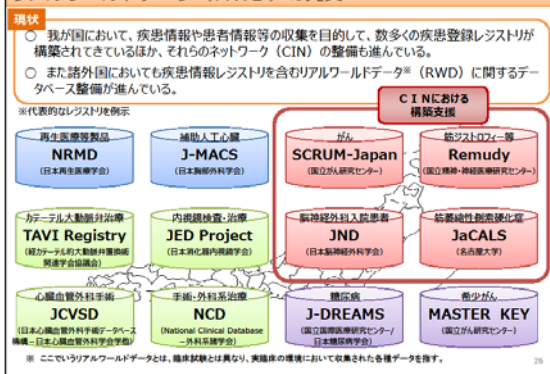 現状
○ 我が国において、疾患情報や患者情報等の収集を目的して、数多くの疾患登録レジストリが
構築されてきているほか、それらのネットワーク（CIN）の整備も進んでいる。
○ また諸外国においても疾患情報レジストリを含むリアルワールドデータ※（RWD）に関するデー
タベース整備が進んでいる。
※代表的なレジストリを例示
CINにおける
構築支援
再生医療等製品
NRMD
（日本再生医療学会）
補助人工心臓
J-MACS
（日本胸部外科学会）
がん
SCRUM-Japan
（国立がん研究センター）
筋ジストロフィー等
Remudy
（国立精神・神経医療研究センター）
カテーテル大動脈弁治療
TAVI Registry
（経カテーテル的大動脈弁置換術
関連学会協議会）
内視鏡検査・治療
JED Project
（日本消化器内視鏡学会）
脳神経外科入院患者
JND
（日本脳神経外科学会）
筋萎縮性側索硬化症
JaCALS
（名古屋大学）
心臓血管外科手術
JCVSD
（日本心臓血管外科手術データベース
機構－日本心臓血管外科学会学術）
手術・外科系治療
NCD
（National Clinical Database
－外科系諸学会）
糖尿病
J-DREAMS
（国立国際医療研究センター/
日本糖尿病学会）
希少がん
MASTER KEY
（国立がん研究センター）
※ ここでいうリアルワールドデータとは、臨床試験とは異なり、実臨床の環境において収集された各種データを指す。
26